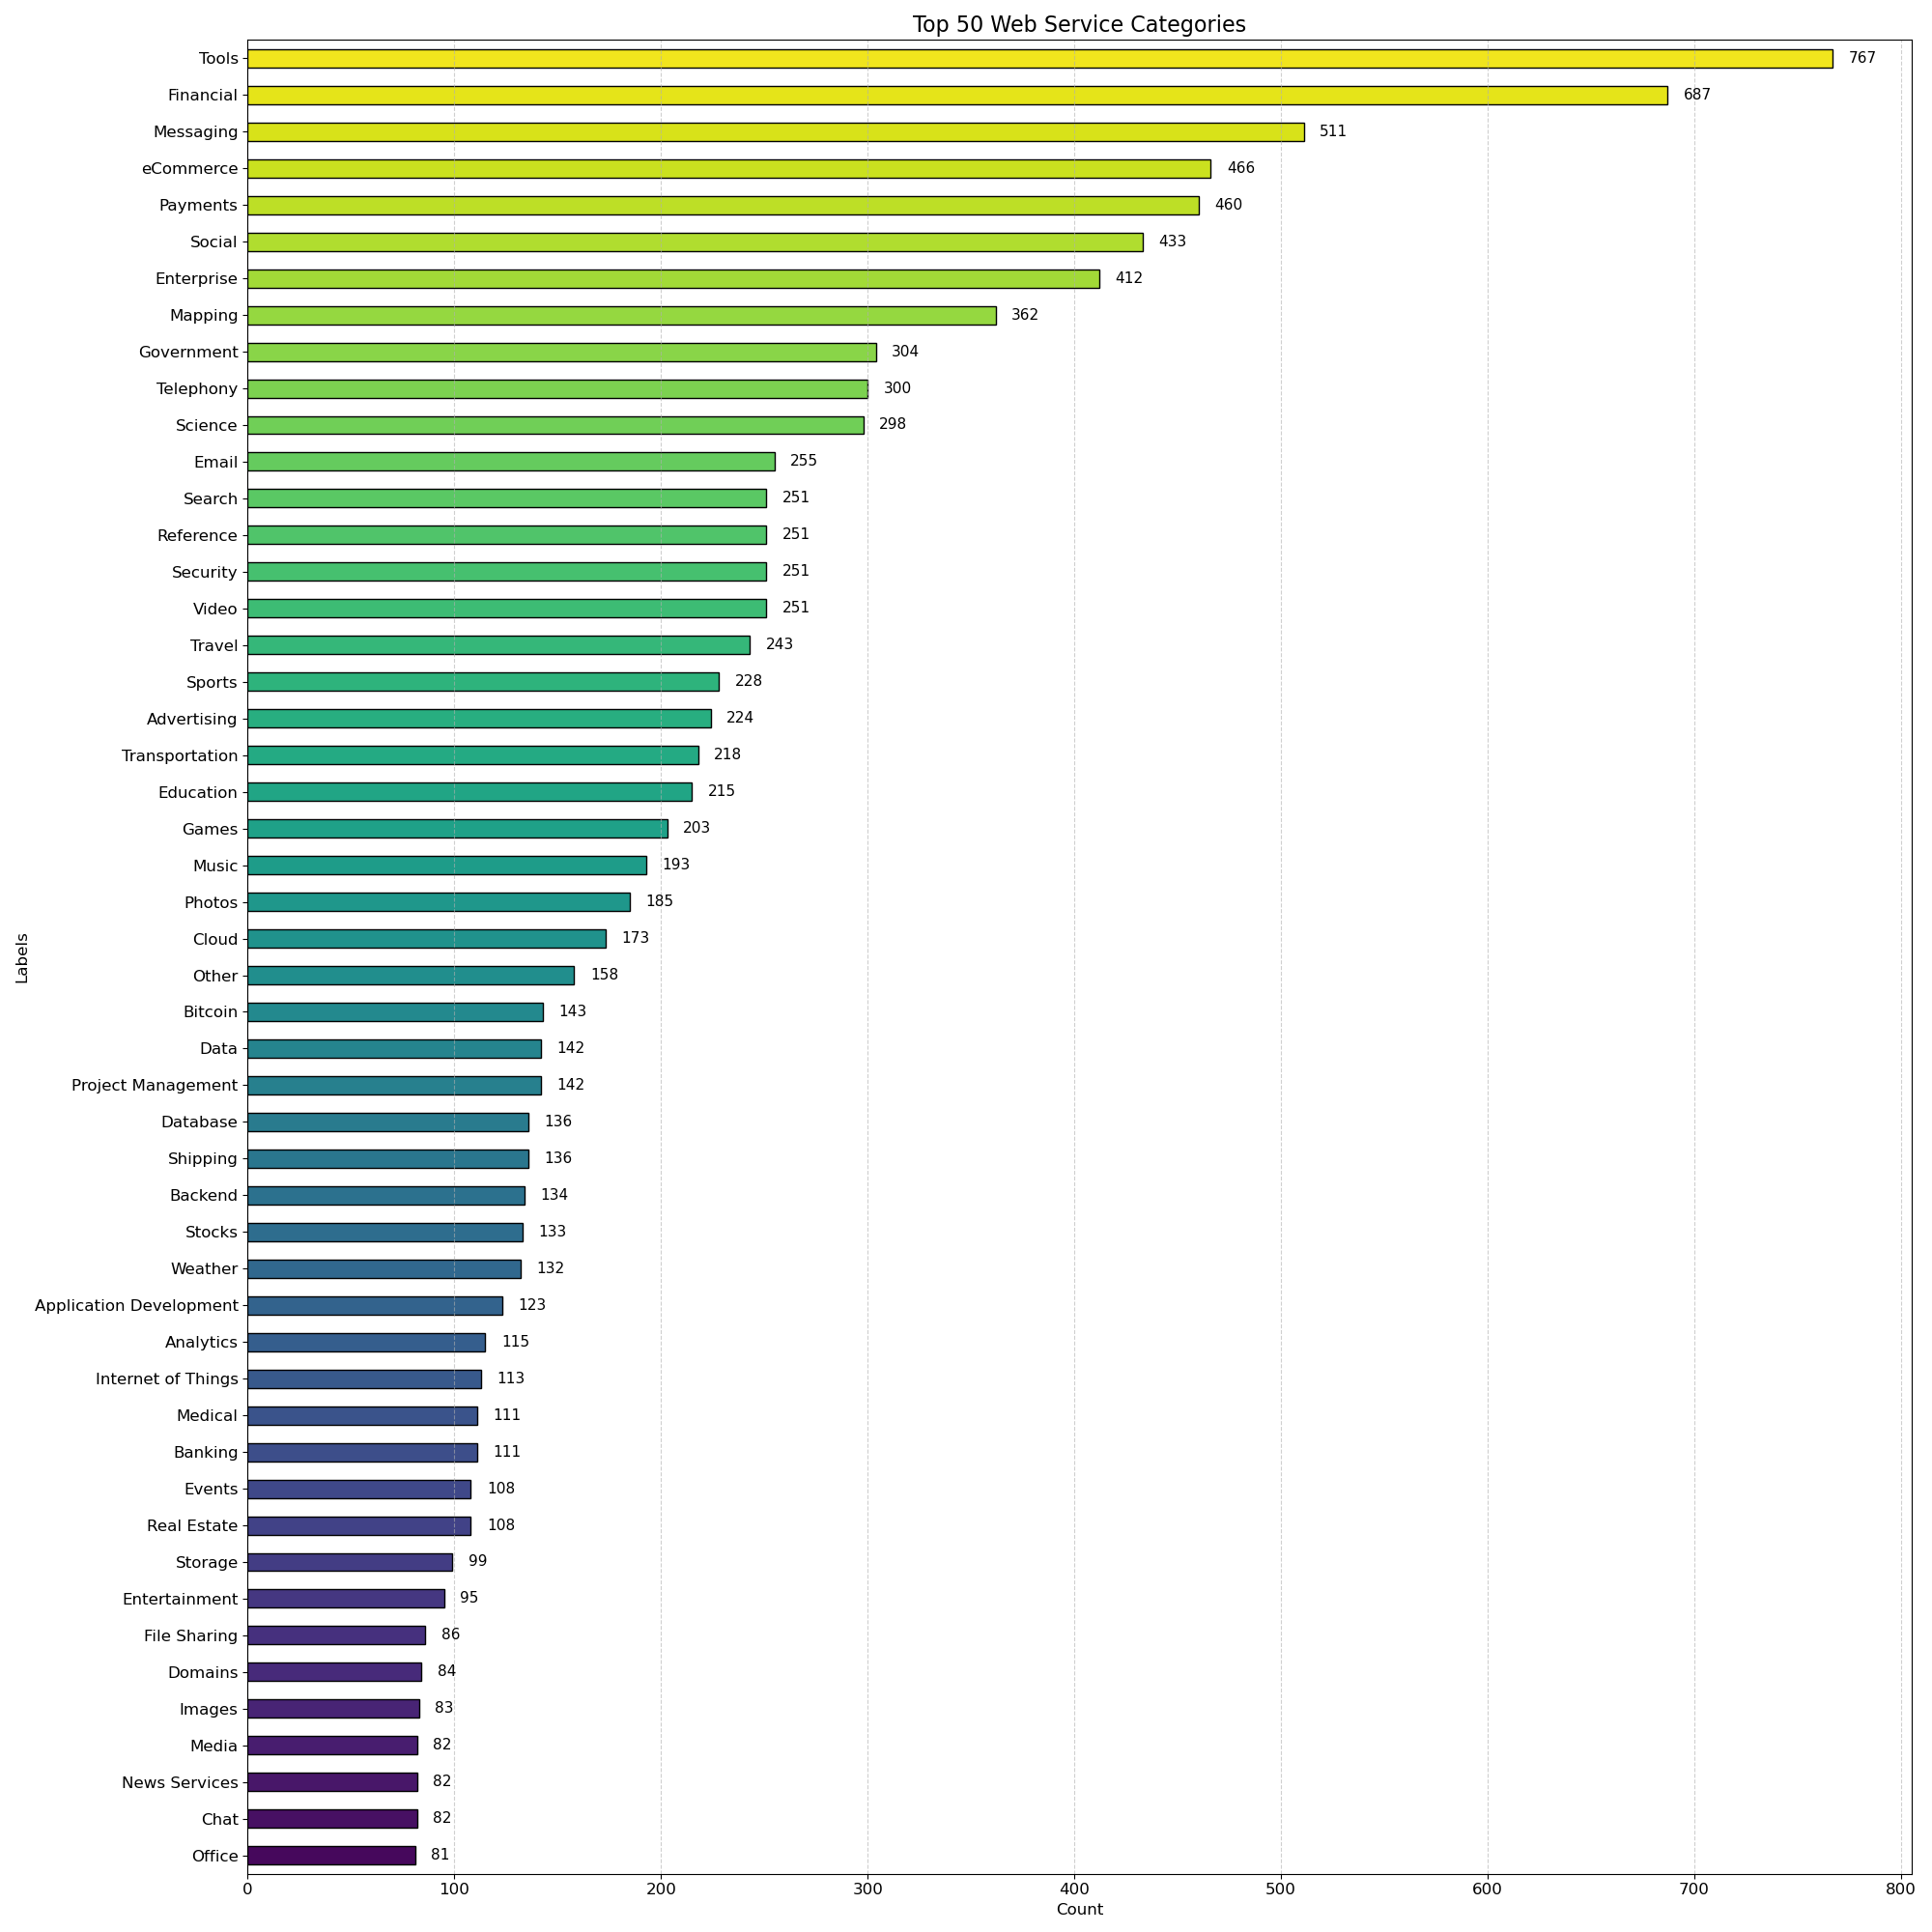 Top 50 Web Service Categories
Tools 767
Financial 687
Messaging 511
eCommerce 466
Payments 460
Social 433
Enterprise 412
Mapping 362
Government 304
Telephony 300
Science 298
Email 255
Search 251
Reference 251
Security 251
Video 251
Travel 243
Sports 228
Advertising 224
Transportation 218
Education 215
Games 203
Music 193
Photos 185
Cloud 173
Other 158
Bitcoin 143
Data 142
Project Management 142
Database 136
Shipping 136
Backend 134
Stocks 133
Weather 132
Application Development 123
Analytics 115
Internet of Things 113
Medical 111
Banking 111
Events 108
Real Estate 108
Storage 99
Entertainment 95
File Sharing 86
Domains 84
Images 83
Media 82
News Services 82
Chat 82
Office 81
Labels
0 100 200 300 400 500 600 700 800
Count